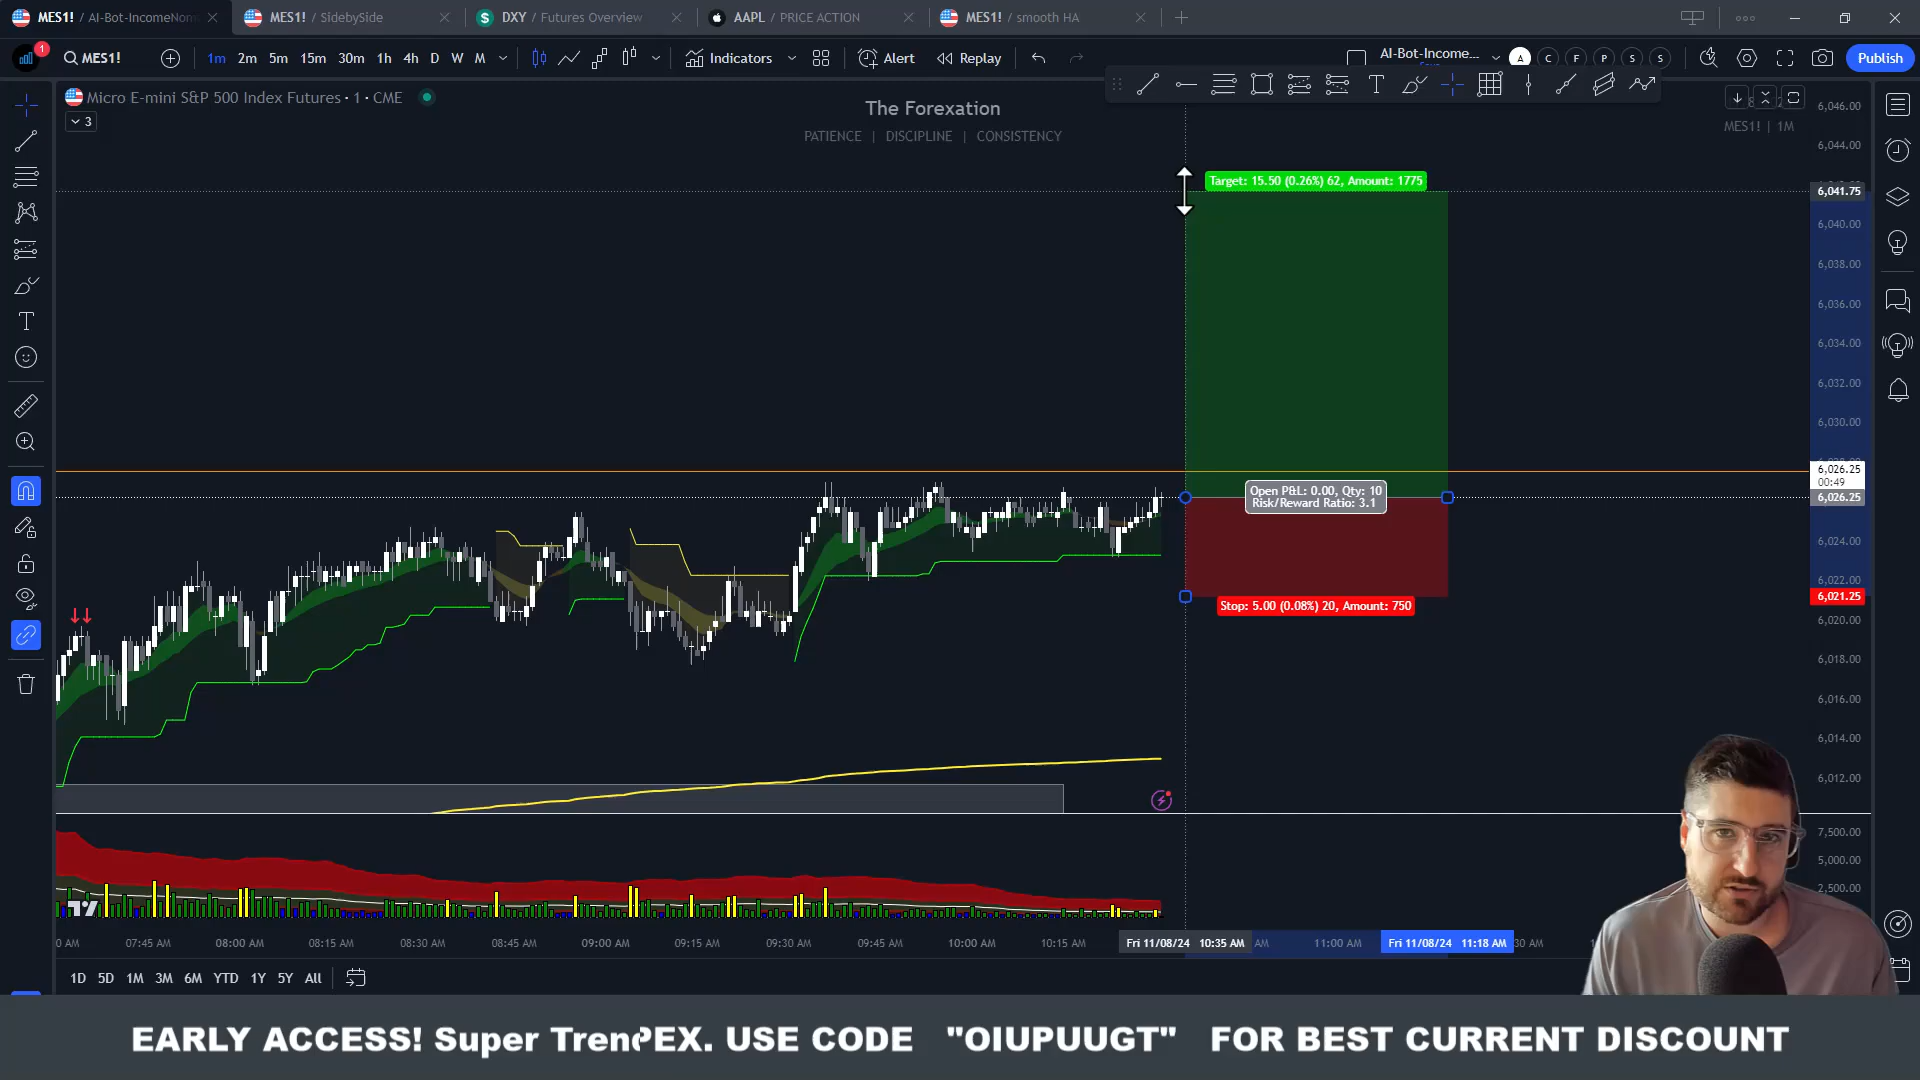 MES1! / AI-Bot-IncomeNom
MES1! / SidebySide
DXY / Futures Overview
AAPL / PRICE ACTION
MES1! / smooth HA
1
MES1!
1m 2m 5m 15m 30m 1h 4h D W M
Indicators
Alert
Replay
AI-Bot-Income...
A C F P S S
Publish
Micro E-mini S&P 500 Index Futures · 1 · CME
3
The Forexation
PATIENCE | DISCIPLINE | CONSISTENCY
MES1! | 1M
6,046.00
6,044.00
Target: 15.50 (0.26%) 62, Amount: 1775
6,041.75
6,040.00
6,038.00
6,036.00
6,034.00
6,032.00
6,030.00
6,026.25
00:49
6,026.25
Open P&L: 0.00, Qty: 10
Risk/Reward Ratio: 3.1
6,024.00
6,022.00
6,021.25
Stop: 5.00 (0.08%) 20, Amount: 750
6,020.00
6,018.00
6,016.00
6,014.00
6,012.00
7,500.00
5,000.00
2,500.00
0 AM 07:45 AM 08:00 AM 08:15 AM 08:30 AM 08:45 AM 09:00 AM 09:15 AM 09:30 AM 09:45 AM 10:00 AM 10:15 AM Fri 11/08/24 10:35 AM AM 11:00 AM Fri 11/08/24 11:18 AM 30 AM
1D 5D 1M 3M 6M YTD 1Y 5Y All
EARLY ACCESS! Super Tren PEX. USE CODE "OIUPUUGT" FOR BEST CURRENT DISCOUNT